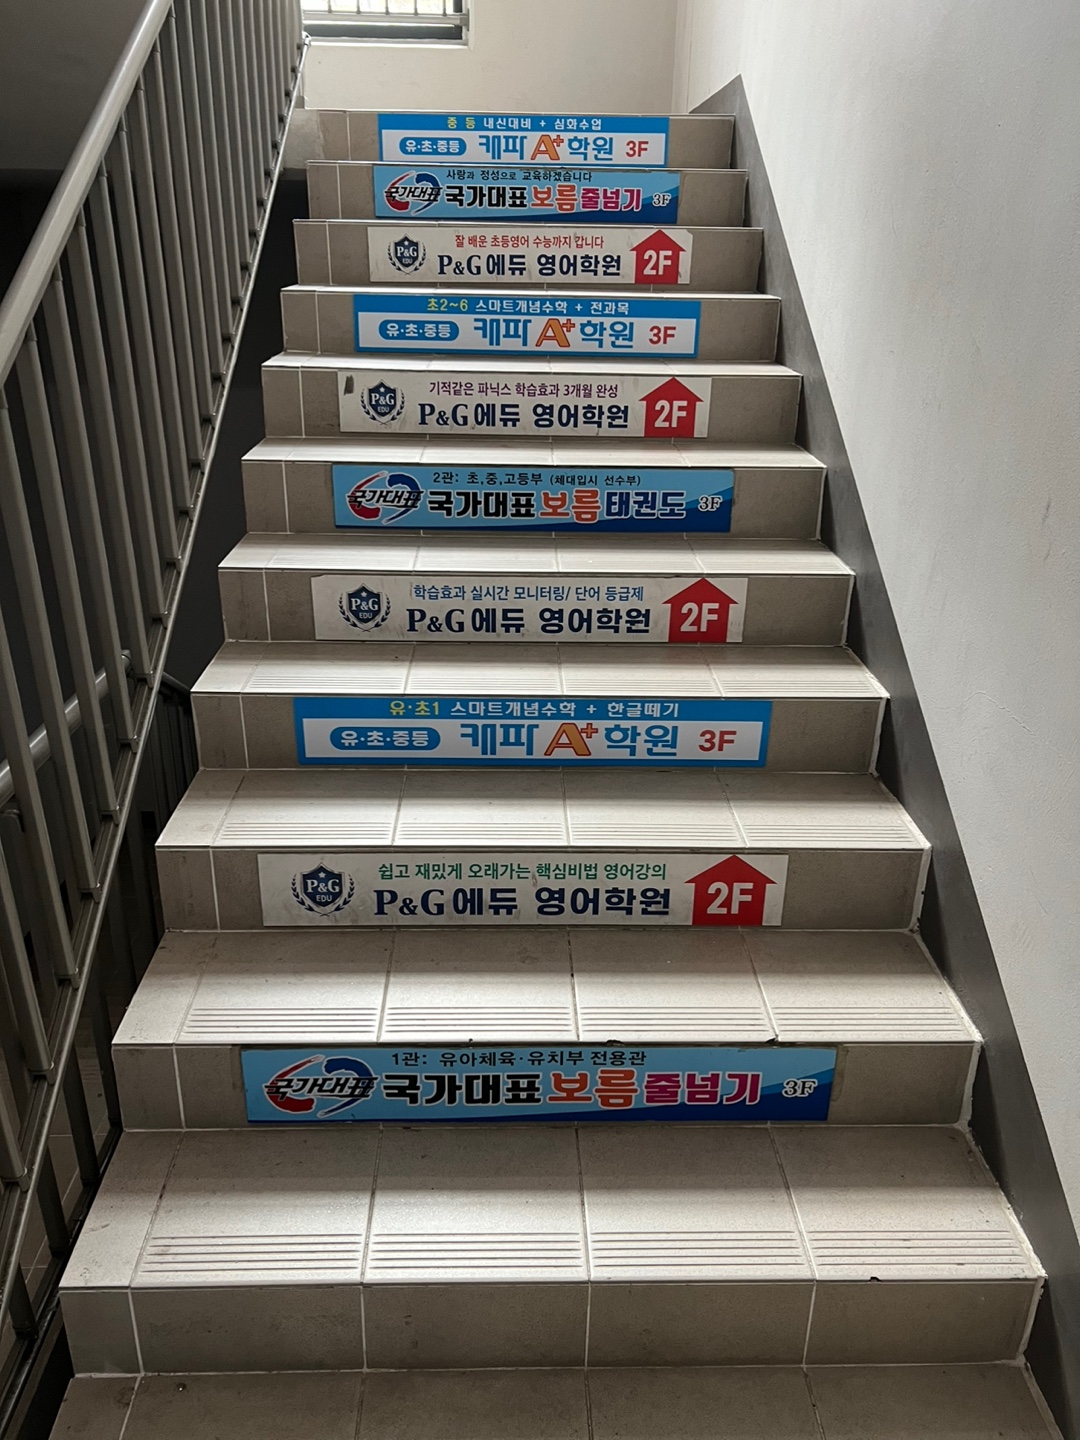 중등 내신대비 + 심화수업
유·초·중등 캐파 A+ 학원 3F
사랑과 정성으로 교육하겠습니다
국가대표 국가대표 보름 줄넘기 3F
잘 배운 초등영어 수능까지 갑니다
P&G EDU P&G 에듀 영어학원 2F
초2~6 스마트개념수학 + 전과목
유·초·중등 캐파 A+ 학원 3F
기적같은 파닉스 학습효과 3개월 완성
P&G EDU P&G 에듀 영어학원 2F
2관: 초,중,고등부 (체대입시 선수부)
국가대표 국가대표 보름 태권도 3F
학습효과 실시간 모니터링/ 단어 등급제
P&G EDU P&G 에듀 영어학원 2F
유·초1 스마트개념수학 + 한글떼기
유·초·중등 캐파 A+ 학원 3F
쉽고 재밌게 오래가는 핵심비법 영어강의
P&G EDU P&G 에듀 영어학원 2F
1관: 유아체육·유치부 전용관
국가대표 국가대표 보름 줄넘기 3F